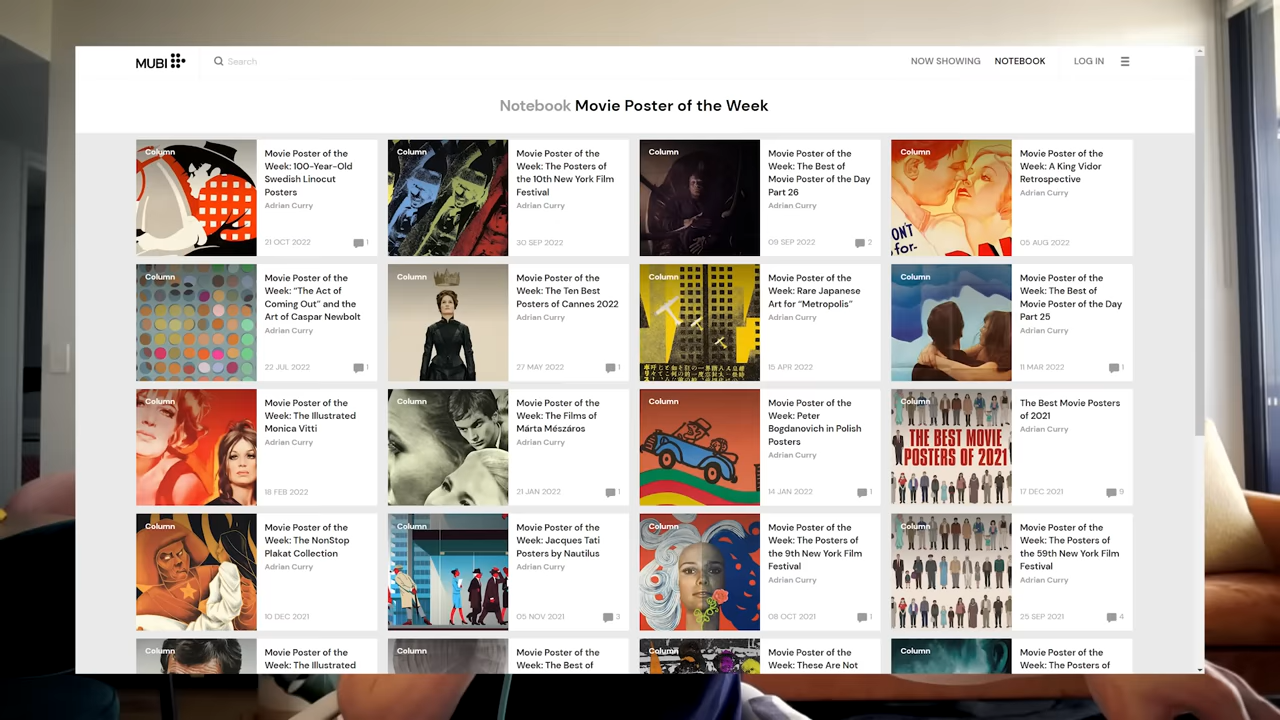 MUBI
Search
NOW SHOWING
NOTEBOOK
LOG IN
Notebook Movie Poster of the Week
Column
Movie Poster of the
Week: 100-Year-Old
Swedish Linocut
Posters
Adrian Curry
21 OCT 2022
1
Column
Movie Poster of the
Week: The Posters of
the 10th New York Film
Festival
Adrian Curry
30 SEP 2022
Column
Movie Poster of the
Week: The Best of
Movie Poster of the Day
Part 26
Adrian Curry
09 SEP 2022
2
Column
ON'T
for-
Movie Poster of the
Week: A King Vidor
Retrospective
Adrian Curry
05 AUG 2022
Column
Movie Poster of the
Week: “The Act of
Coming Out” and the
Art of Caspar Newbolt
Adrian Curry
22 JUL 2022
1
Column
Movie Poster of the
Week: The Ten Best
Posters of Cannes 2022
Adrian Curry
27 MAY 2022
1
Column
Movie Poster of the
Week: Rare Japanese
Art for “Metropolis”
Adrian Curry
15 APR 2022
Column
Movie Poster of the
Week: The Best of
Movie Poster of the Day
Part 25
Adrian Curry
11 MAR 2022
1
Column
Movie Poster of the
Week: The Illustrated
Monica Vitti
Adrian Curry
18 FEB 2022
Column
Movie Poster of the
Week: The Films of
Márta Mészáros
Adrian Curry
21 JAN 2022
1
Column
Movie Poster of the
Week: Peter
Bogdanovich in Polish
Posters
Adrian Curry
14 JAN 2022
1
Column
THE BEST MOVIE
POSTERS OF 2021
The Best Movie Posters
of 2021
Adrian Curry
17 DEC 2021
9
Column
Movie Poster of the
Week: The NonStop
Plakat Collection
Adrian Curry
10 DEC 2021
Column
Movie Poster of the
Week: Jacques Tati
Posters by Nautilus
Adrian Curry
05 NOV 2021
3
Column
Movie Poster of the
Week: The Posters of
the 9th New York Film
Festival
Adrian Curry
08 OCT 2021
1
Column
Movie Poster of the
Week: The Posters of
the 59th New York Film
Festival
Adrian Curry
25 SEP 2021
4
Column
Movie Poster of the
Week: The Illustrated
Column
Movie Poster of the
Week: The Best of
Column
Movie Poster of the
Week: These Are Not
Column
Movie Poster of the
Week: The Posters of